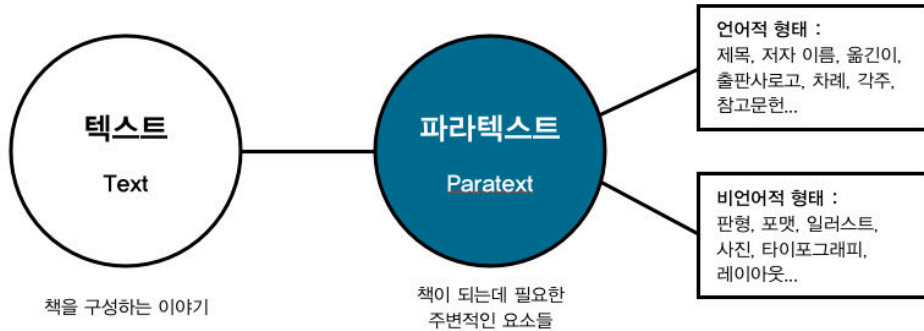 텍스트
Text
책을 구성하는 이야기
파라텍스트
Paratext
책이 되는데 필요한
주변적인 요소들
언어적 형태 :
제목, 저자 이름, 옮긴이,
출판사로고, 차례, 각주,
참고문헌...
비언어적 형태 :
판형, 포맷, 일러스트,
사진, 타이포그래피,
레이아웃...